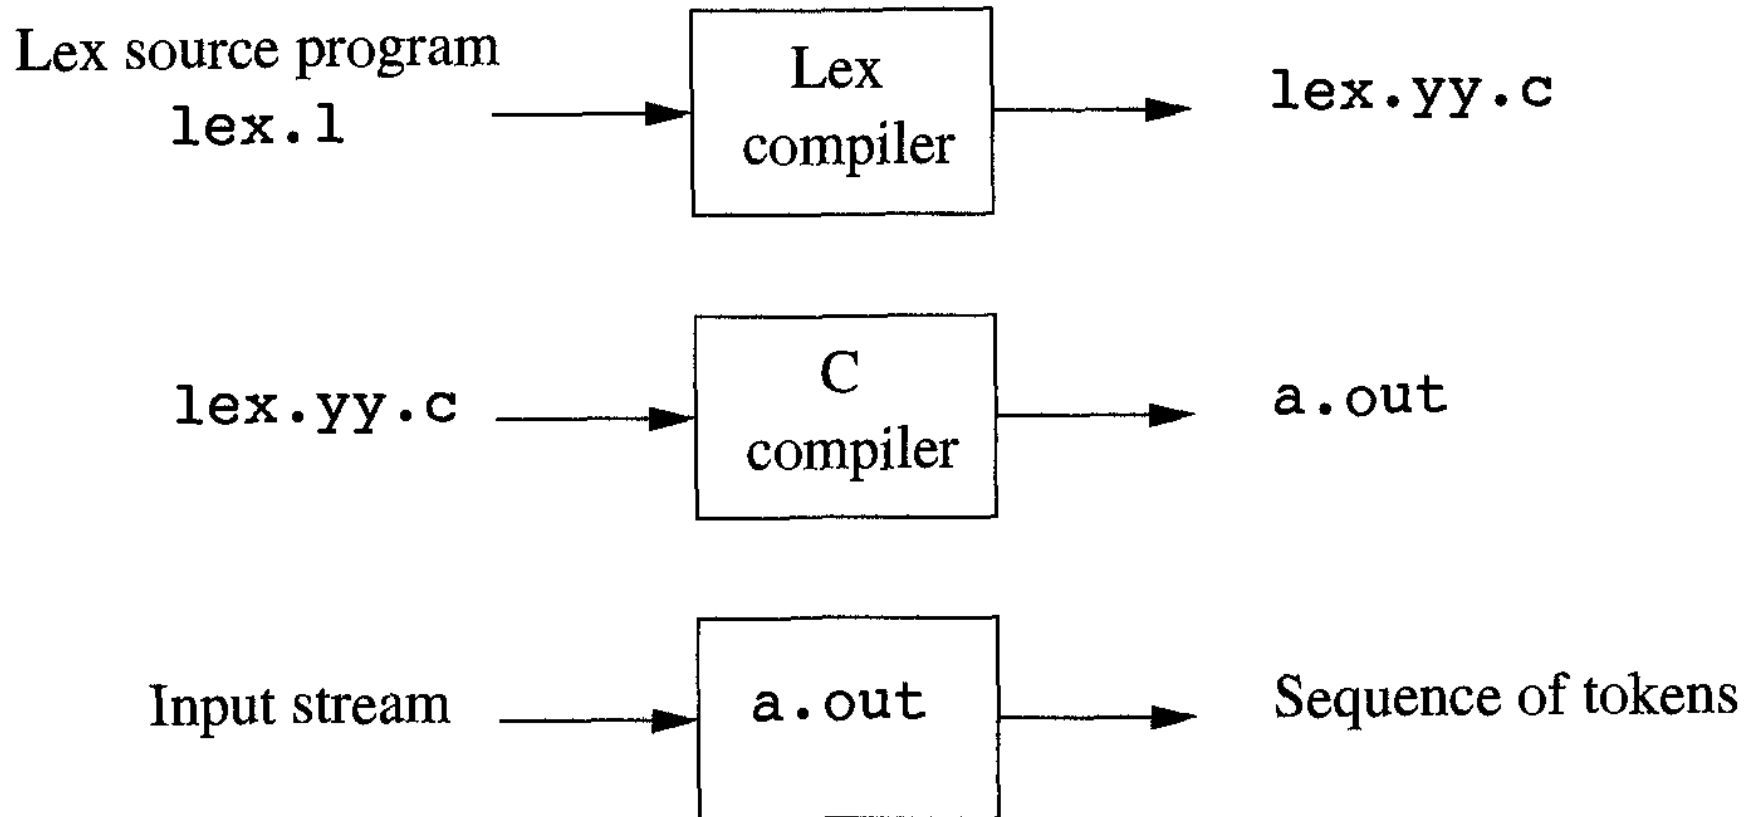 Lex source program
lex.l
Lex
compiler
lex.yy.c
lex.yy.c
C
compiler
a.out
Input stream
a.out
Sequence of tokens